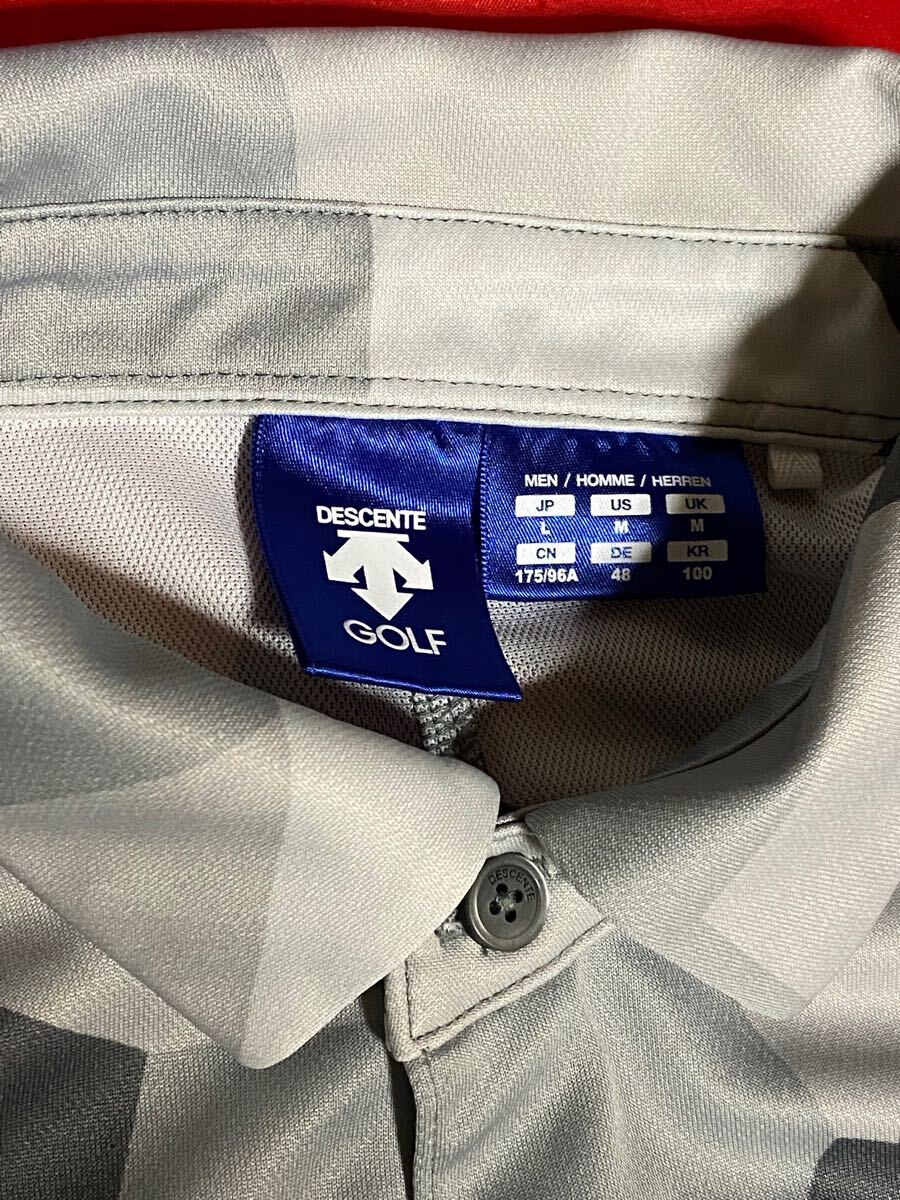 DESCENTE
GOLF
MEN / HOMME / HERREN
JP US UK
L M M
CN DE KR
175/96A 48 100
DESCENTE